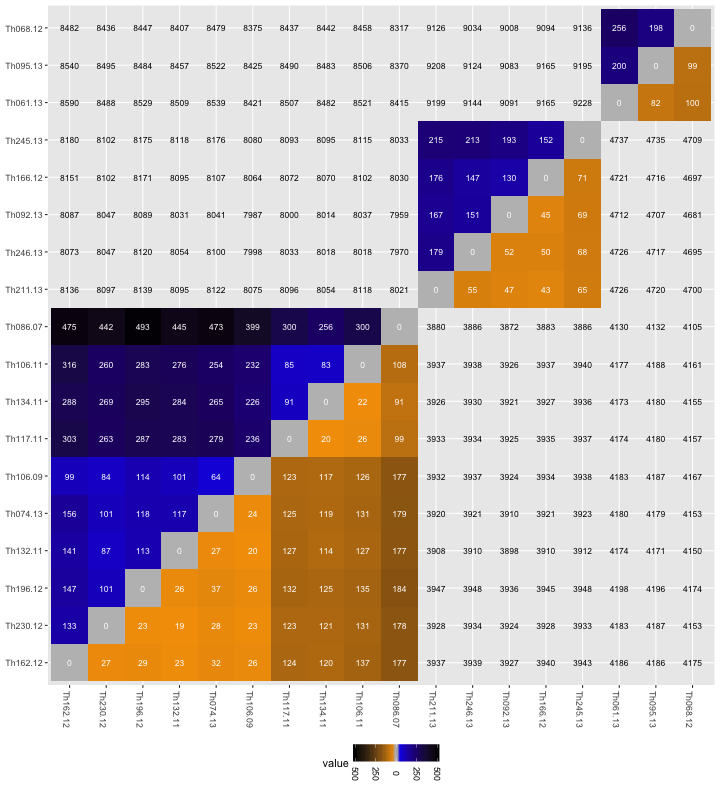 Th068.12 8482 8436 8447 8407 8479 8375 8437 8442 8458 8317 9126 9034 9008 9094 9136 256 198 0
Th095.13 8540 8495 8484 8457 8522 8425 8490 8483 8506 8370 9208 9124 9083 9165 9195 200 0 99
Th061.13 8590 8488 8529 8509 8539 8421 8507 8482 8521 8415 9199 9144 9091 9165 9228 0 82 100
Th245.13 8180 8102 8175 8118 8176 8080 8093 8095 8115 8033 215 213 193 152 0 4737 4735 4709
Th166.12 8151 8102 8171 8095 8107 8064 8072 8070 8102 8030 176 147 130 0 71 4721 4716 4697
Th092.13 8087 8047 8089 8031 8041 7987 8000 8014 8037 7959 167 151 0 45 69 4712 4707 4681
Th246.13 8073 8047 8120 8054 8100 7998 8033 8018 8018 7970 179 0 52 50 68 4726 4717 4695
Th211.13 8136 8097 8139 8095 8122 8075 8096 8054 8118 8021 0 55 47 43 65 4726 4720 4700
Th086.07 475 442 493 445 473 399 300 256 300 0 3880 3886 3872 3883 3886 4130 4132 4105
Th106.11 316 260 283 276 254 232 85 83 0 108 3937 3938 3926 3937 3940 4177 4188 4161
Th134.11 288 269 295 284 265 226 91 0 22 91 3926 3930 3921 3927 3936 4173 4180 4155
Th117.11 303 263 287 283 279 236 0 20 26 99 3933 3934 3925 3935 3937 4174 4180 4157
Th106.09 99 84 114 101 64 0 123 117 126 177 3932 3937 3924 3934 3938 4183 4187 4167
Th074.13 156 101 118 117 0 24 125 119 131 179 3920 3921 3910 3921 3923 4180 4179 4153
Th132.11 141 87 113 0 27 20 127 114 127 177 3908 3910 3898 3910 3912 4174 4171 4150
Th196.12 147 101 0 26 37 26 132 125 135 184 3947 3948 3936 3945 3948 4198 4196 4174
Th230.12 133 0 23 19 28 23 123 121 131 178 3928 3934 3924 3928 3933 4183 4187 4153
Th162.12 0 27 29 23 32 26 124 120 137 177 3937 3939 3927 3940 3943 4186 4186 4175
Th162.12 Th230.12 Th196.12 Th132.11 Th074.13 Th106.09 Th117.11 Th134.11 Th106.11 Th086.07 Th211.13 Th246.13 Th092.13 Th166.12 Th245.13 Th061.13 Th095.13 Th068.12
value 500 250 0 250 500